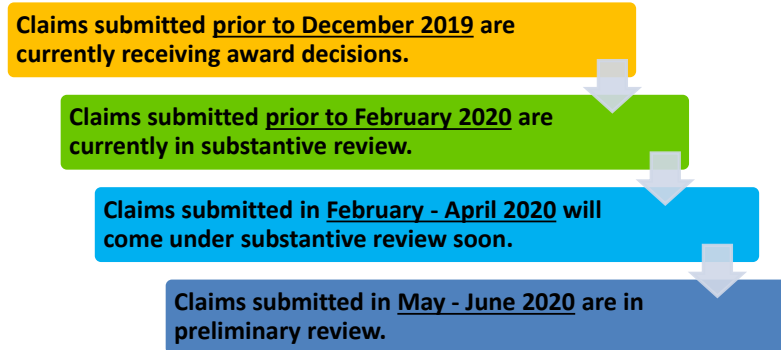 Claims submitted prior to December 2019 are
currently receiving award decisions.
Claims submitted prior to February 2020 are
currently in substantive review.
Claims submitted in February - April 2020 will
come under substantive review soon.
Claims submitted in May - June 2020 are in
preliminary review.